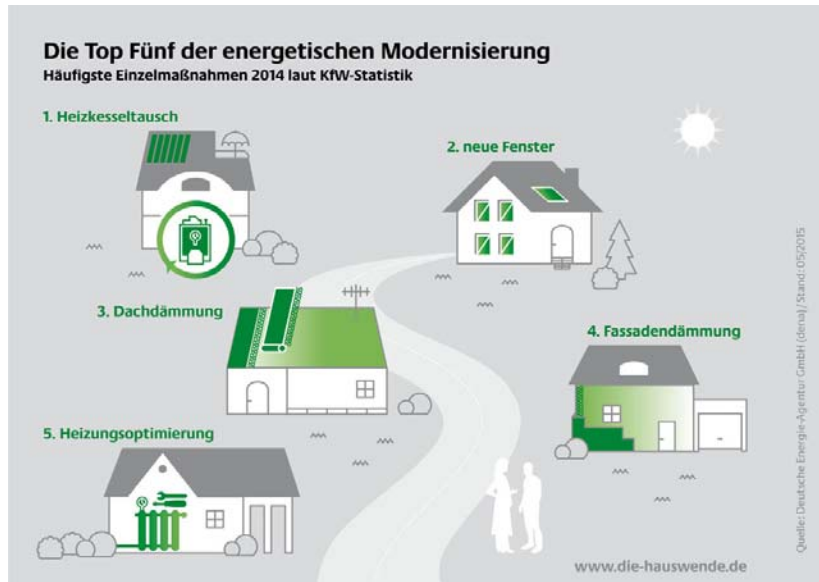 Die Top Fünf der energetischen Modernisierung
Häufigste Einzelmaßnahmen 2014 laut KfW-Statistik
1. Heizkesseltausch
2. neue Fenster
3. Dachdämmung
4. Fassadendämmung
5. Heizungsoptimierung
www.die-hauswende.de
Quelle: Deutsche Energie-Agentur GmbH (dena) / Stand: 05/2015